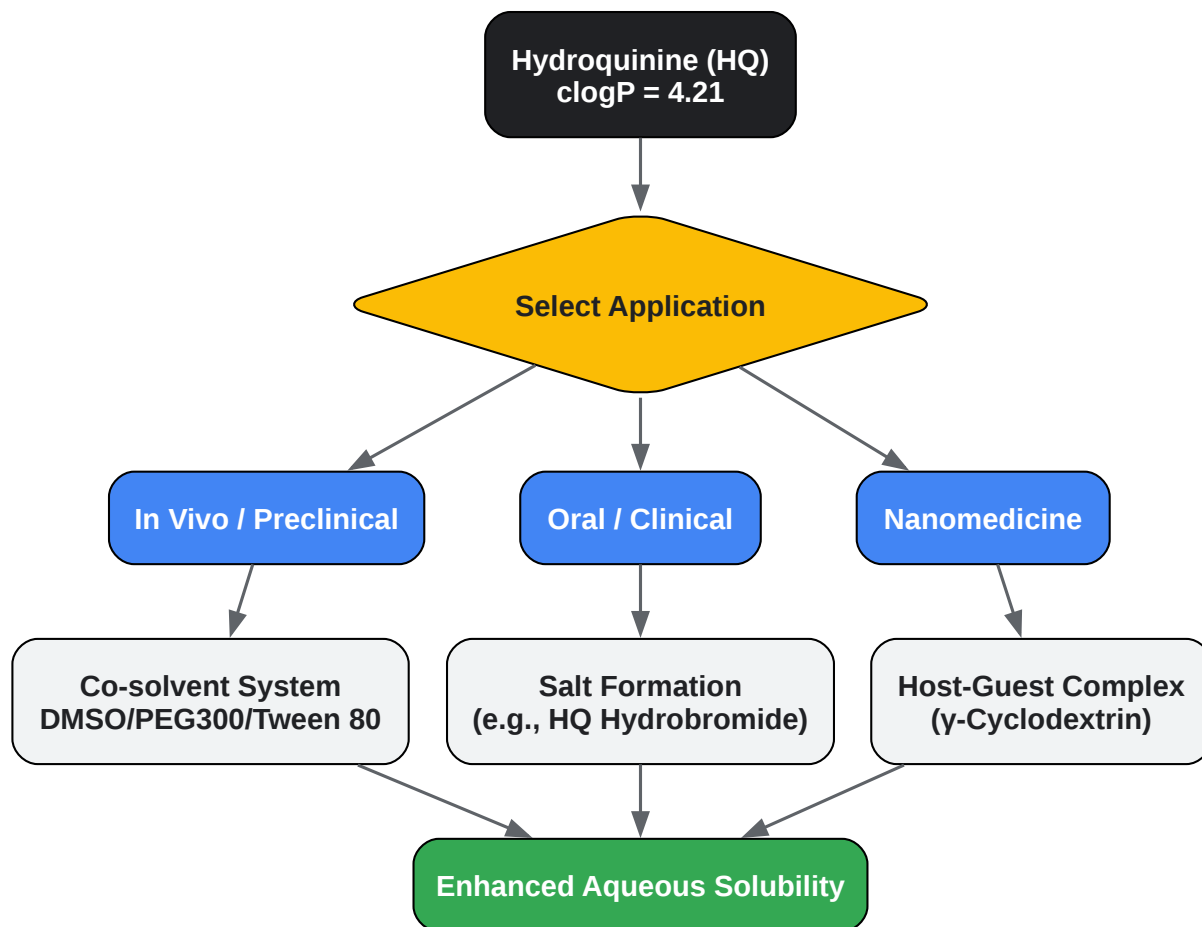 Hydroquinine (HQ)
clogP = 4.21
Select Application
In Vivo / Preclinical
Oral / Clinical
Nanomedicine
Co-solvent System
DMSO/PEG300/Tween 80
Salt Formation
(e.g., HQ Hydrobromide)
Host-Guest Complex
(γ-Cyclodextrin)
Enhanced Aqueous Solubility